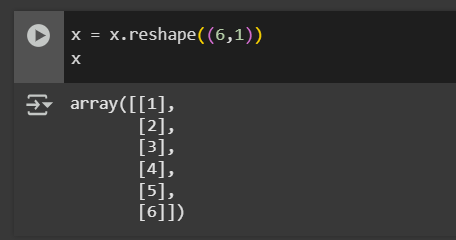 x = x.reshape((6,1))
x
array([[1],
       [2],
       [3],
       [4],
       [5],
       [6]])